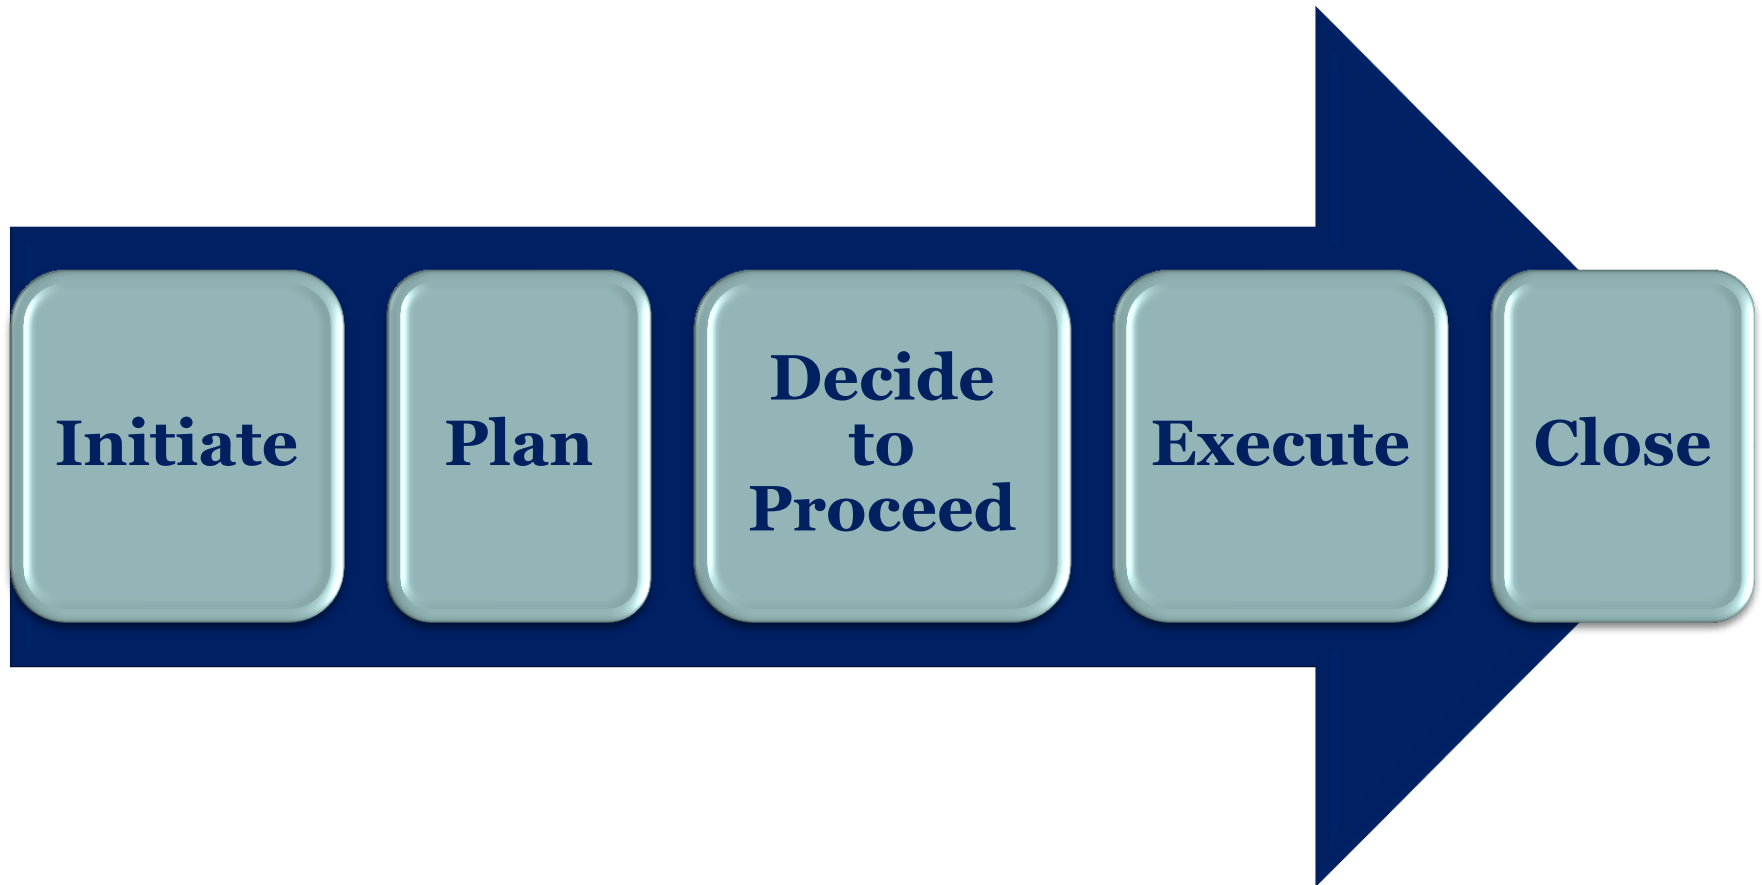 Initiate
Plan
Decide
to
Proceed
Execute
Close